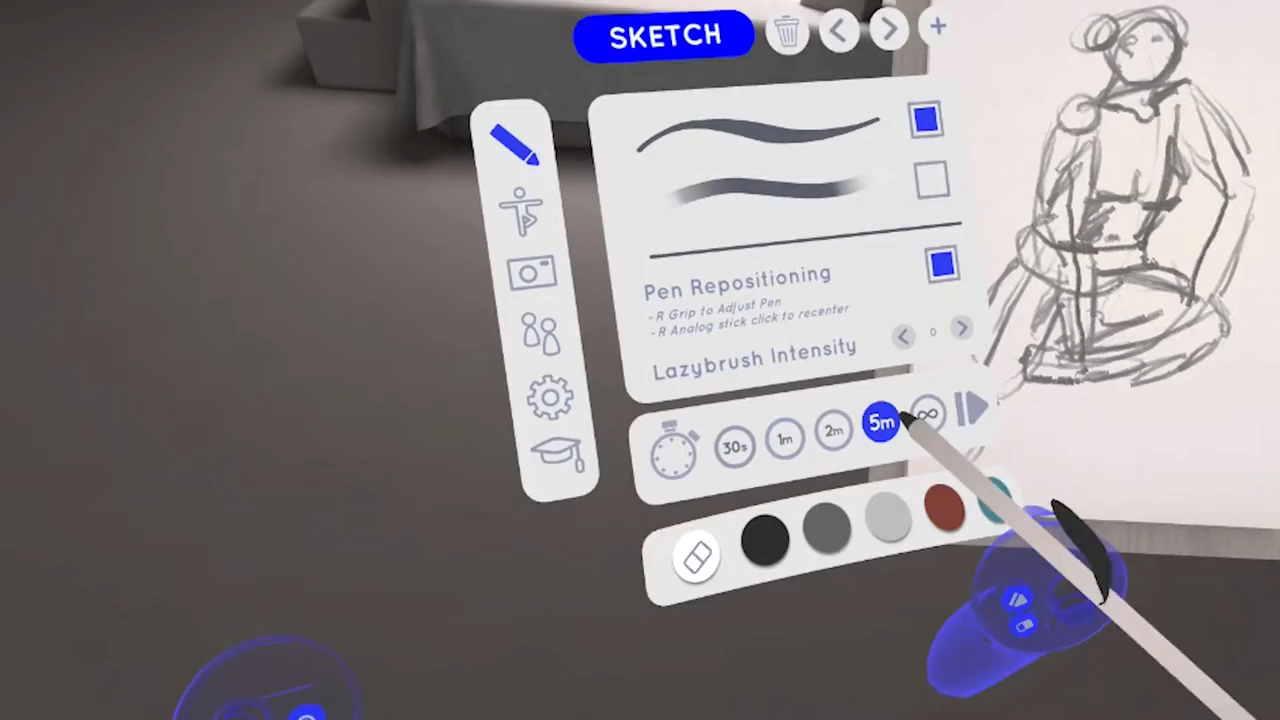 SKETCH
Pen Repositioning
- R Grip to Adjust Pen
- R Analog stick click to recenter
Lazybrush Intensity
0
30s 1m 2m 5m ∞